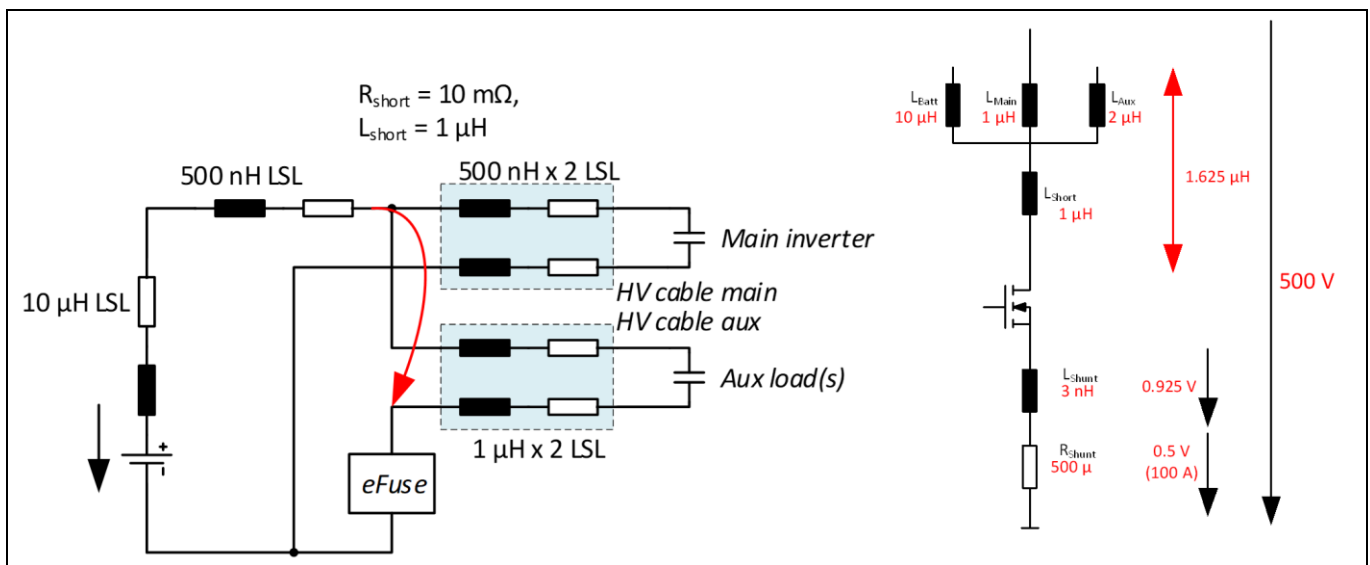 R_short = 10 mΩ,
L_short = 1 µH
500 nH LSL
500 nH x 2 LSL
Main inverter
10 µH LSL
HV cable main
HV cable aux
Aux load(s)
1 µH x 2 LSL
eFuse
+
-
L_Batt
10 µH
L_Main
1 µH
L_Aux
2 µH
1.625 µH
L_Short
1 µH
500 V
L_Shunt
3 nH
0.925 V
R_Shunt
500 µ
0.5 V
(100 A)